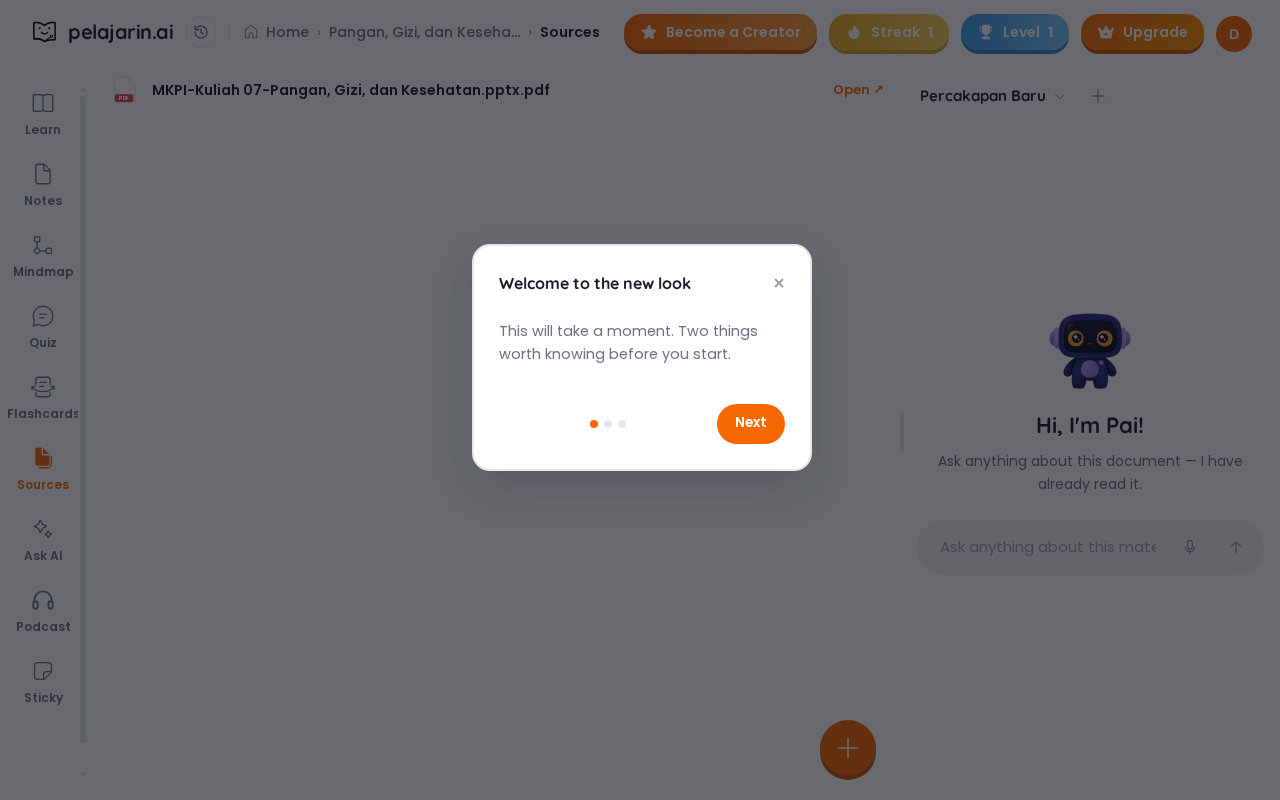 pelajarin.ai
Home › Pangan, Gizi, dan Keseha... › Sources
Become a Creator
Streak 1
Level 1
Upgrade
D
Learn
Notes
Mindmap
Quiz
Flashcards
Sources
Ask AI
Podcast
Sticky
PDF
MKPI-Kuliah 07-Pangan, Gizi, dan Kesehatan.pptx.pdf
Open ↗
Percakapan Baru
Welcome to the new look
×
This will take a moment. Two things
worth knowing before you start.
Next
Hi, I'm Pai!
Ask anything about this document — I have
already read it.
Ask anything about this mate